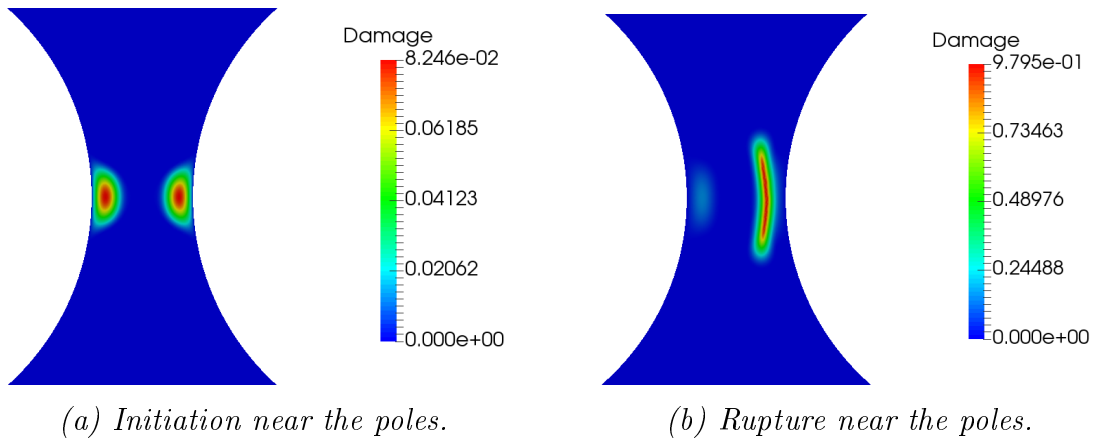 Damage
8.246e-02
0.06185
0.04123
0.02062
0.000e+00
(a) Initiation near the poles.
Damage
9.795e-01
0.73463
0.48976
0.24488
0.000e+00
(b) Rupture near the poles.